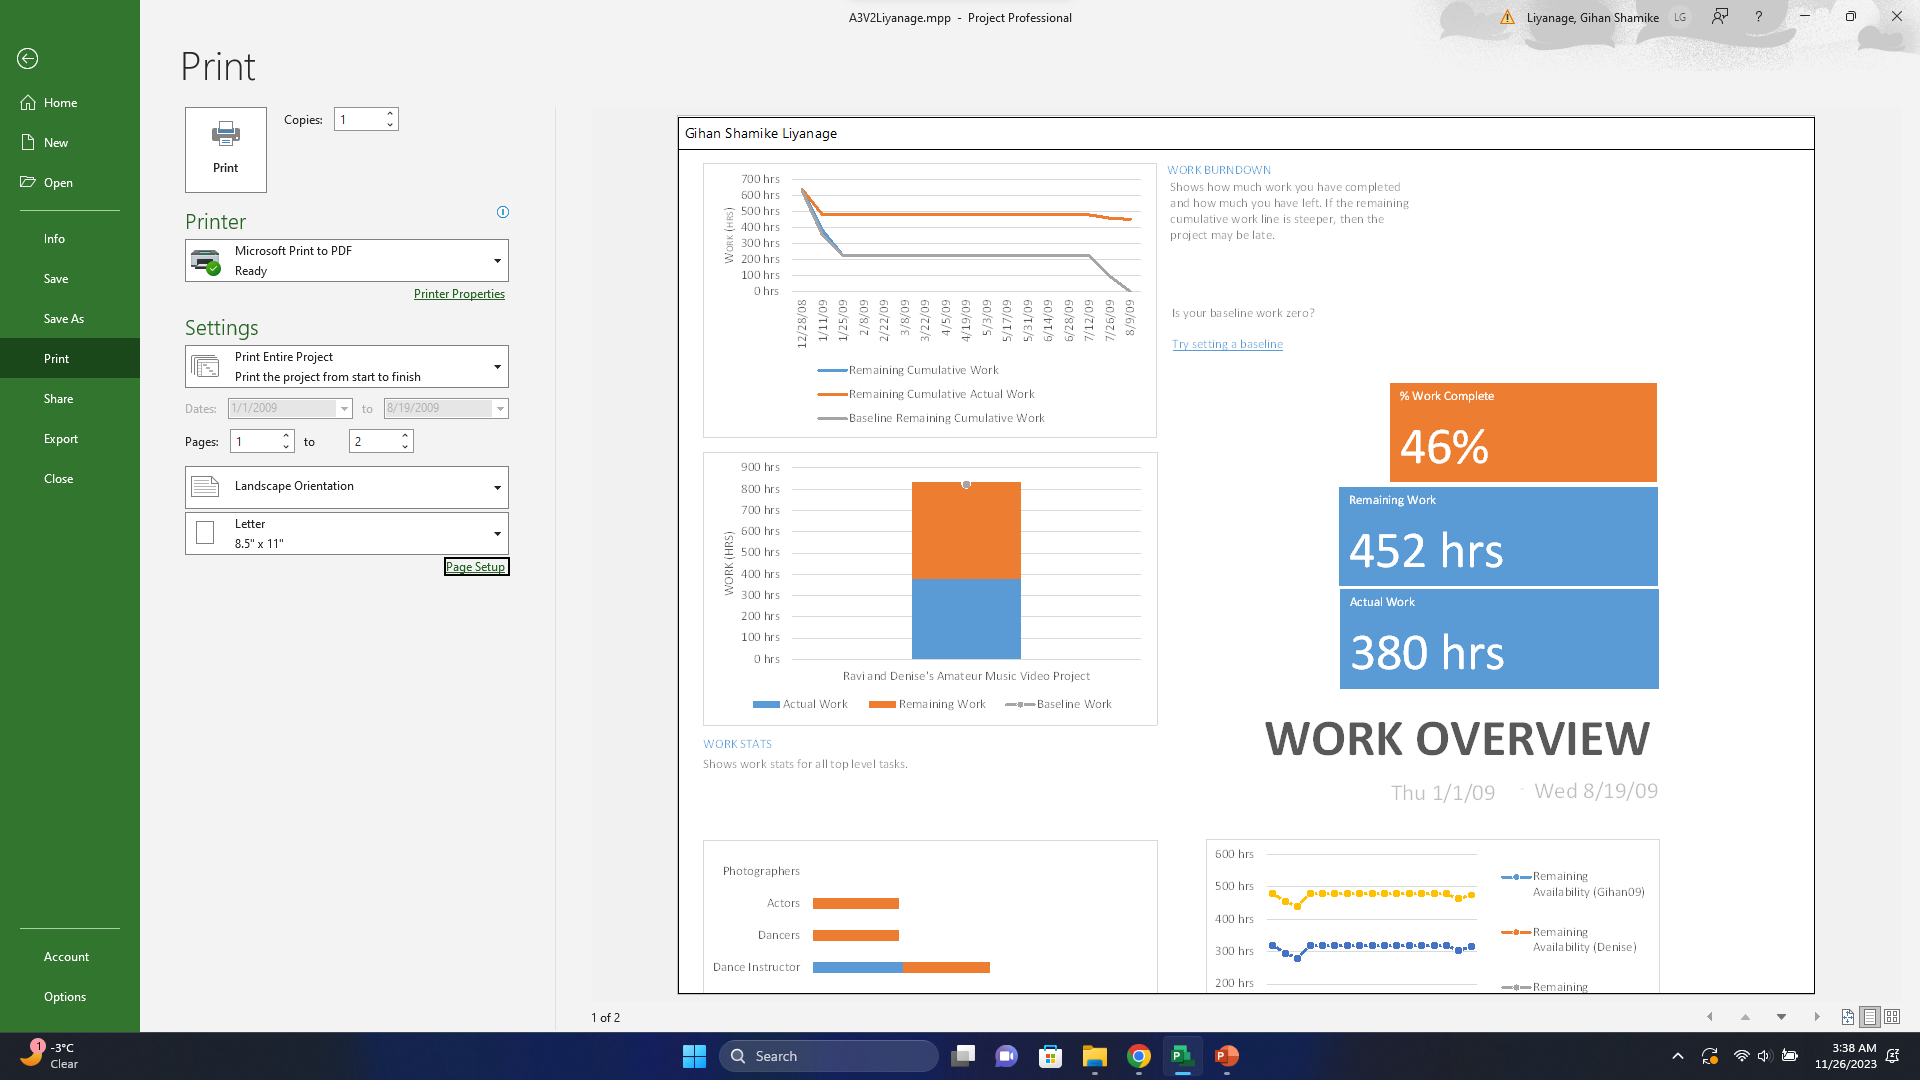 A3V2Liyanage.mpp - Project Professional
Liyanage, Gihan Shamike
LG
?
Home
New
Open
Info
Save
Save As
Print
Share
Export
Close
Account
Options
Print
Print
Copies: 1
Printer
Microsoft Print to PDF
Ready
Printer Properties
Settings
Print Entire Project
Print the project from start to finish
Dates: 1/1/2009 to 8/19/2009
Pages: 1 to 2
Landscape Orientation
Letter
8.5" x 11"
Page Setup
Gihan Shamike Liyanage
WORK (HRS)
700 hrs
600 hrs
500 hrs
400 hrs
300 hrs
200 hrs
100 hrs
0 hrs
12/28/08
1/11/09
1/25/09
2/8/09
2/22/09
3/8/09
3/22/09
4/5/09
4/19/09
5/3/09
5/17/09
5/31/09
6/14/09
6/28/09
7/12/09
7/26/09
8/9/09
Remaining Cumulative Work
Remaining Cumulative Actual Work
Baseline Remaining Cumulative Work
WORK BURNDOWN
Shows how much work you have completed
and how much you have left. If the remaining
cumulative work line is steeper, then the
project may be late.
Is your baseline work zero?
Try setting a baseline
% Work Complete
46%
Remaining Work
452 hrs
Actual Work
380 hrs
WORK OVERVIEW
Thu 1/1/09 - Wed 8/19/09
WORK (HRS)
900 hrs
800 hrs
700 hrs
600 hrs
500 hrs
400 hrs
300 hrs
200 hrs
100 hrs
0 hrs
Ravi and Denise's Amateur Music Video Project
Actual Work
Remaining Work
Baseline Work
WORK STATS
Shows work stats for all top level tasks.
Photographers
Actors
Dancers
Dance Instructor
600 hrs
500 hrs
400 hrs
300 hrs
200 hrs
Remaining
Availability (Gihan09)
Remaining
Availability (Denise)
Remaining
1 of 2
1
-3°C
Clear
Search
3:38 AM
11/26/2023